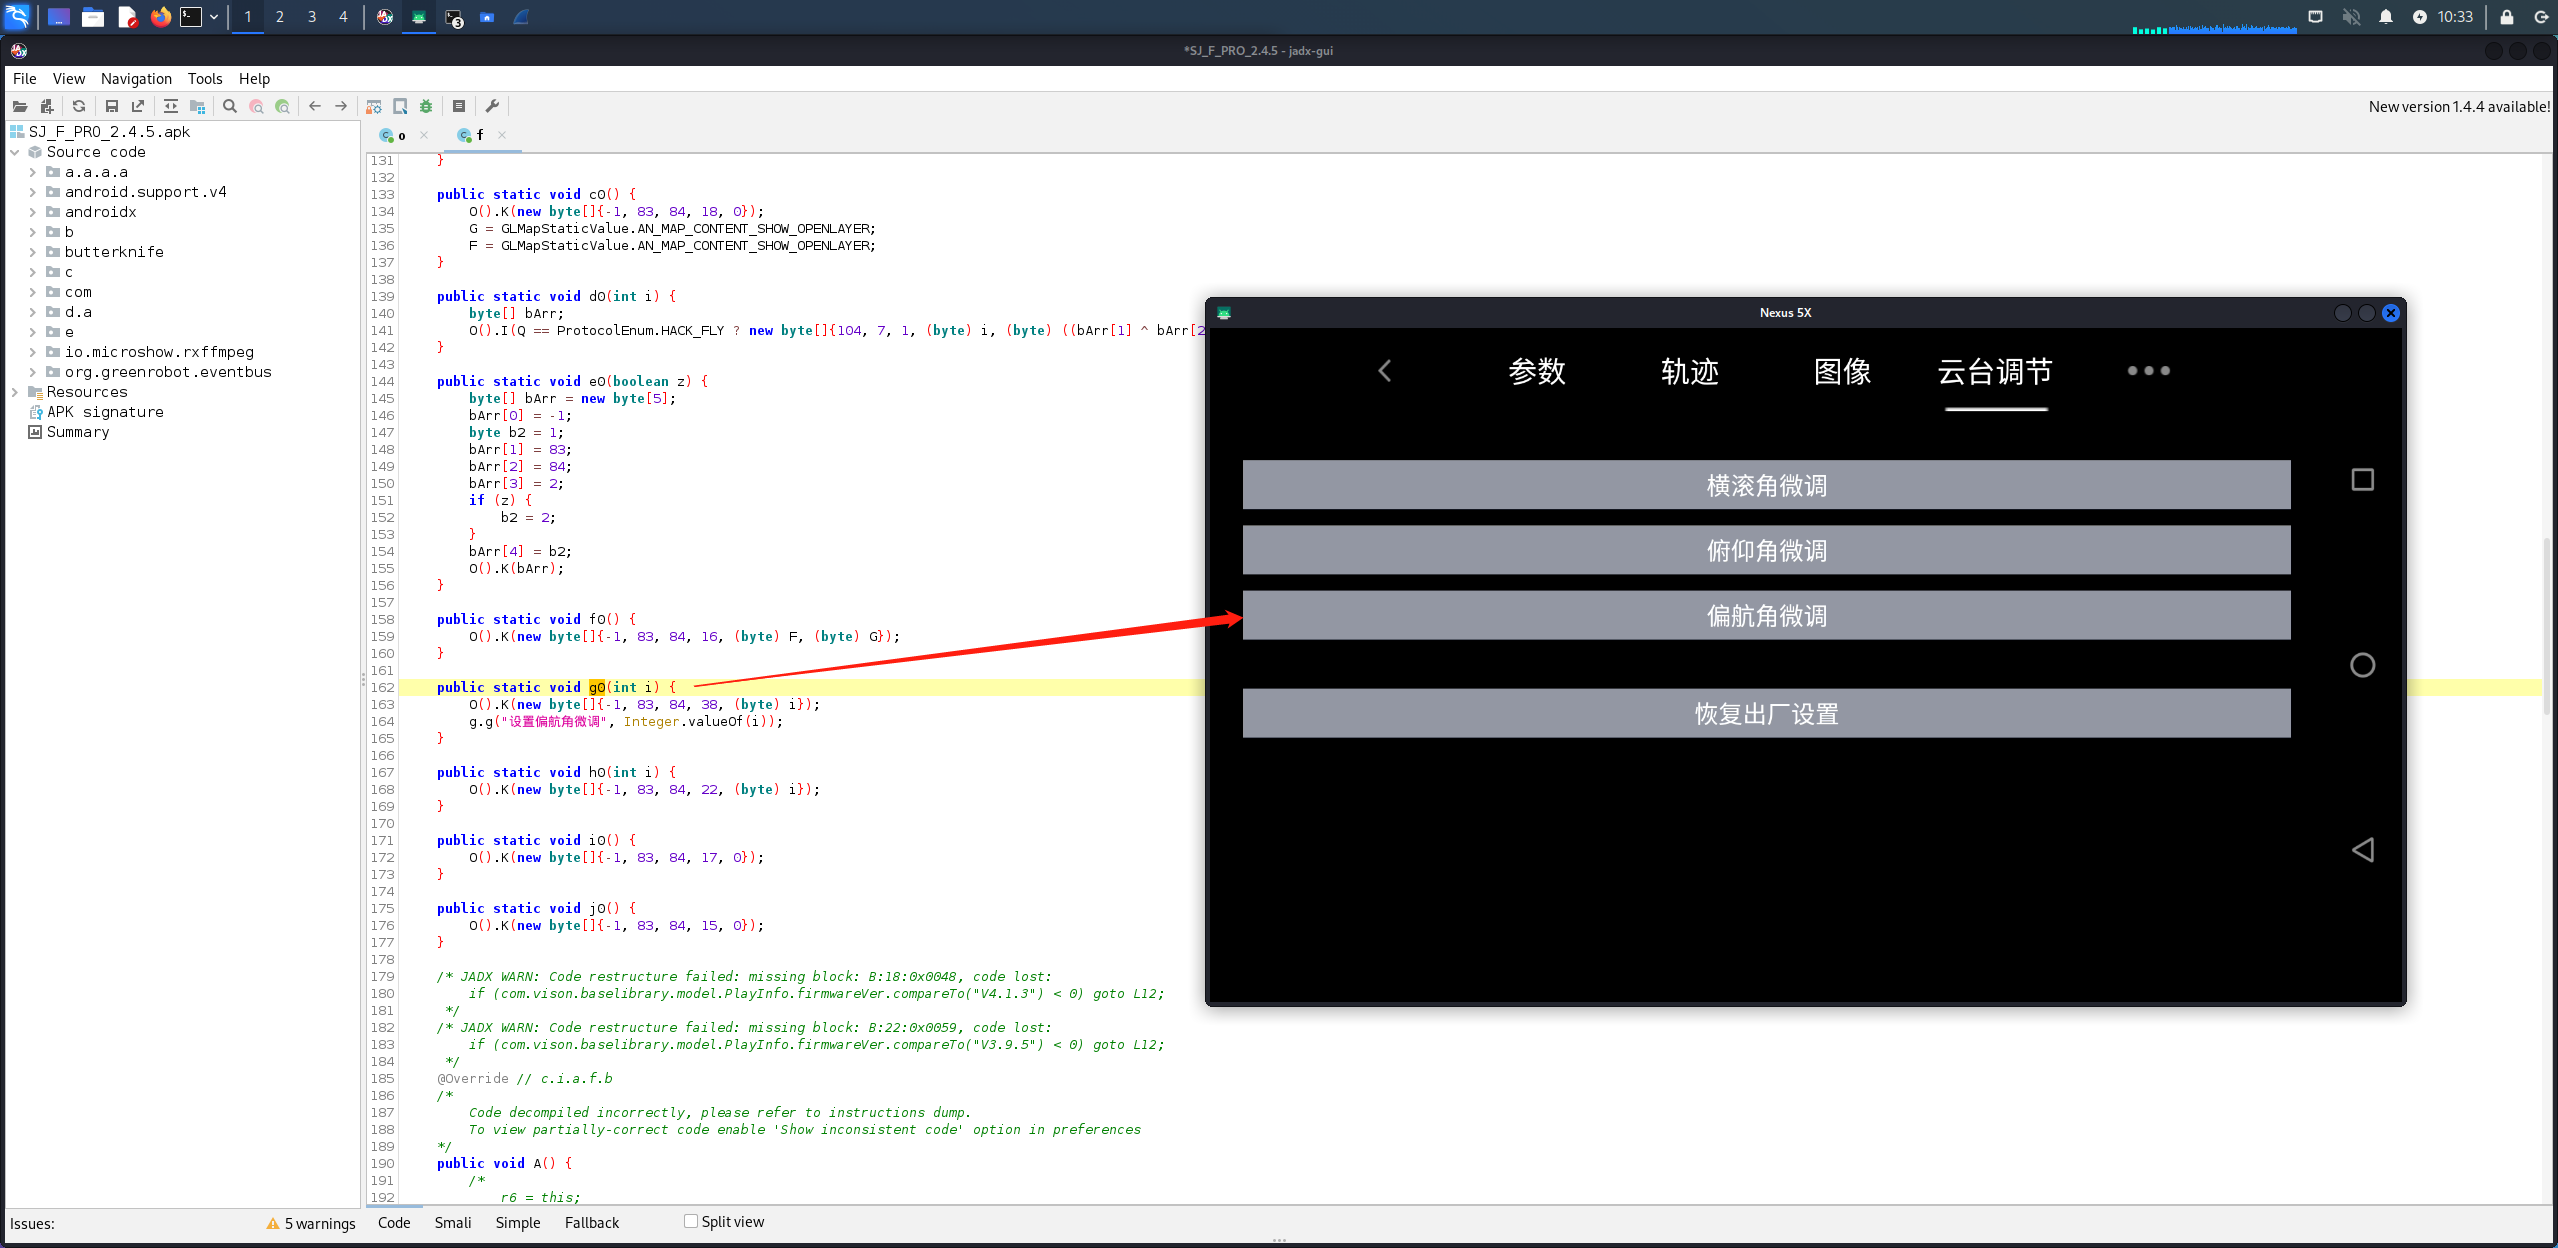 1 2 3 4
3
10:33
*SJ_F_PRO_2.4.5 - jadx-gui
File View Navigation Tools Help
New version 1.4.4 available!
SJ_F_PRO_2.4.5.apk
Source code
a.a.a.a
android.support.v4
androidx
b
butterknife
c
com
d.a
e
io.microshow.rxffmpeg
org.greenrobot.eventbus
Resources
APK signature
Summary
o f
131 }
132
133 public static void c0() {
134 O().K(new byte[]{-1, 83, 84, 18, 0});
135 G = GLMapStaticValue.AN_MAP_CONTENT_SHOW_OPENLAYER;
136 F = GLMapStaticValue.AN_MAP_CONTENT_SHOW_OPENLAYER;
137 }
138
139 public static void d0(int i) {
140 byte[] bArr;
141 O().I(Q == ProtocolEnum.HACK_FLY ? new byte[]{104, 7, 1, (byte) i, (byte) ((bArr[1] ^ bArr[2
142 }
143
144 public static void e0(boolean z) {
145 byte[] bArr = new byte[5];
146 bArr[0] = -1;
147 byte b2 = 1;
148 bArr[1] = 83;
149 bArr[2] = 84;
150 bArr[3] = 2;
151 if (z) {
152 b2 = 2;
153 }
154 bArr[4] = b2;
155 O().K(bArr);
156 }
157
158 public static void f0() {
159 O().K(new byte[]{-1, 83, 84, 16, (byte) F, (byte) G});
160 }
161
162 public static void g0(int i) {
163 O().K(new byte[]{-1, 83, 84, 38, (byte) i});
164 g.g("设置偏航角微调", Integer.valueOf(i));
165 }
166
167 public static void h0(int i) {
168 O().K(new byte[]{-1, 83, 84, 22, (byte) i});
169 }
170
171 public static void i0() {
172 O().K(new byte[]{-1, 83, 84, 17, 0});
173 }
174
175 public static void j0() {
176 O().K(new byte[]{-1, 83, 84, 15, 0});
177 }
178
179 /* JADX WARN: Code restructure failed: missing block: B:18:0x0048, code lost:
180 if (com.vison.baselibrary.model.PlayInfo.firmwareVer.compareTo("V4.1.3") < 0) goto L12;
181 */
182 /* JADX WARN: Code restructure failed: missing block: B:22:0x0059, code lost:
183 if (com.vison.baselibrary.model.PlayInfo.firmwareVer.compareTo("V3.9.5") < 0) goto L12;
184 */
185 @Override // c.i.a.f.b
186 /*
187 Code decompiled incorrectly, please refer to instructions dump.
188 To view partially-correct code enable 'Show inconsistent code' option in preferences
189 */
190 public void A() {
191 /*
192 r6 = this;
Nexus 5X
参数 轨迹 图像 云台调节
横滚角微调
俯仰角微调
偏航角微调
恢复出厂设置
Issues: 5 warnings
Code Smali Simple Fallback Split view